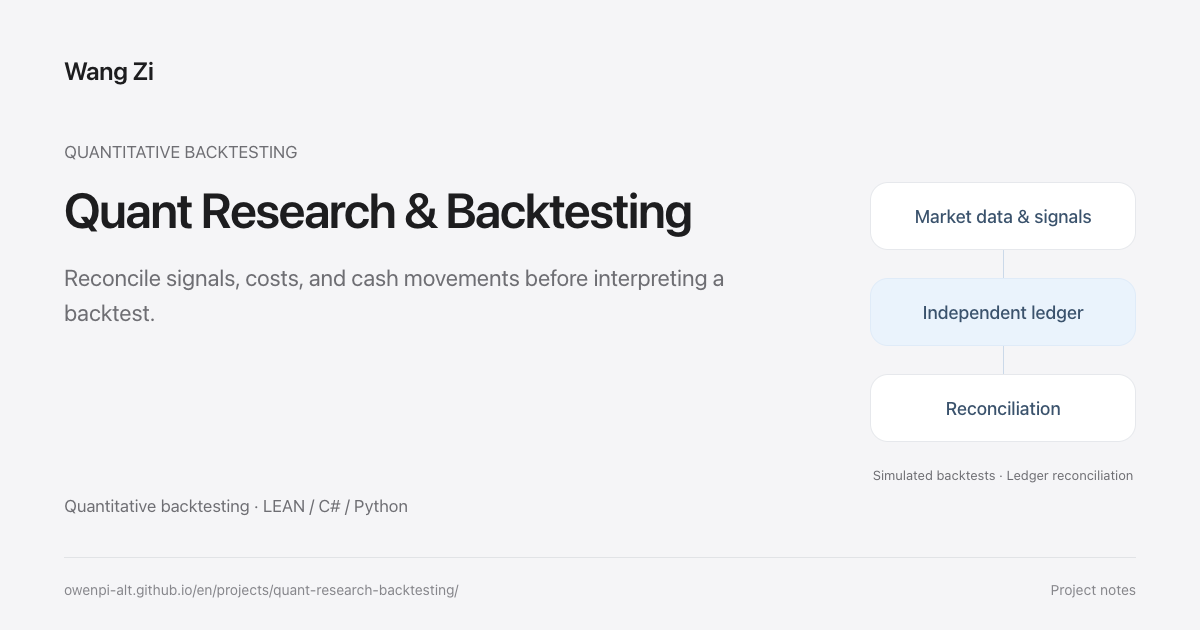 Wang Zi
QUANTITATIVE BACKTESTING
Quant Research & Backtesting
Reconcile signals, costs, and cash movements before interpreting a
backtest.
Market data & signals
Independent ledger
Reconciliation
Simulated backtests · Ledger reconciliation
Quantitative backtesting · LEAN / C# / Python
owenpi-alt.github.io/en/projects/quant-research-backtesting/
Project notes